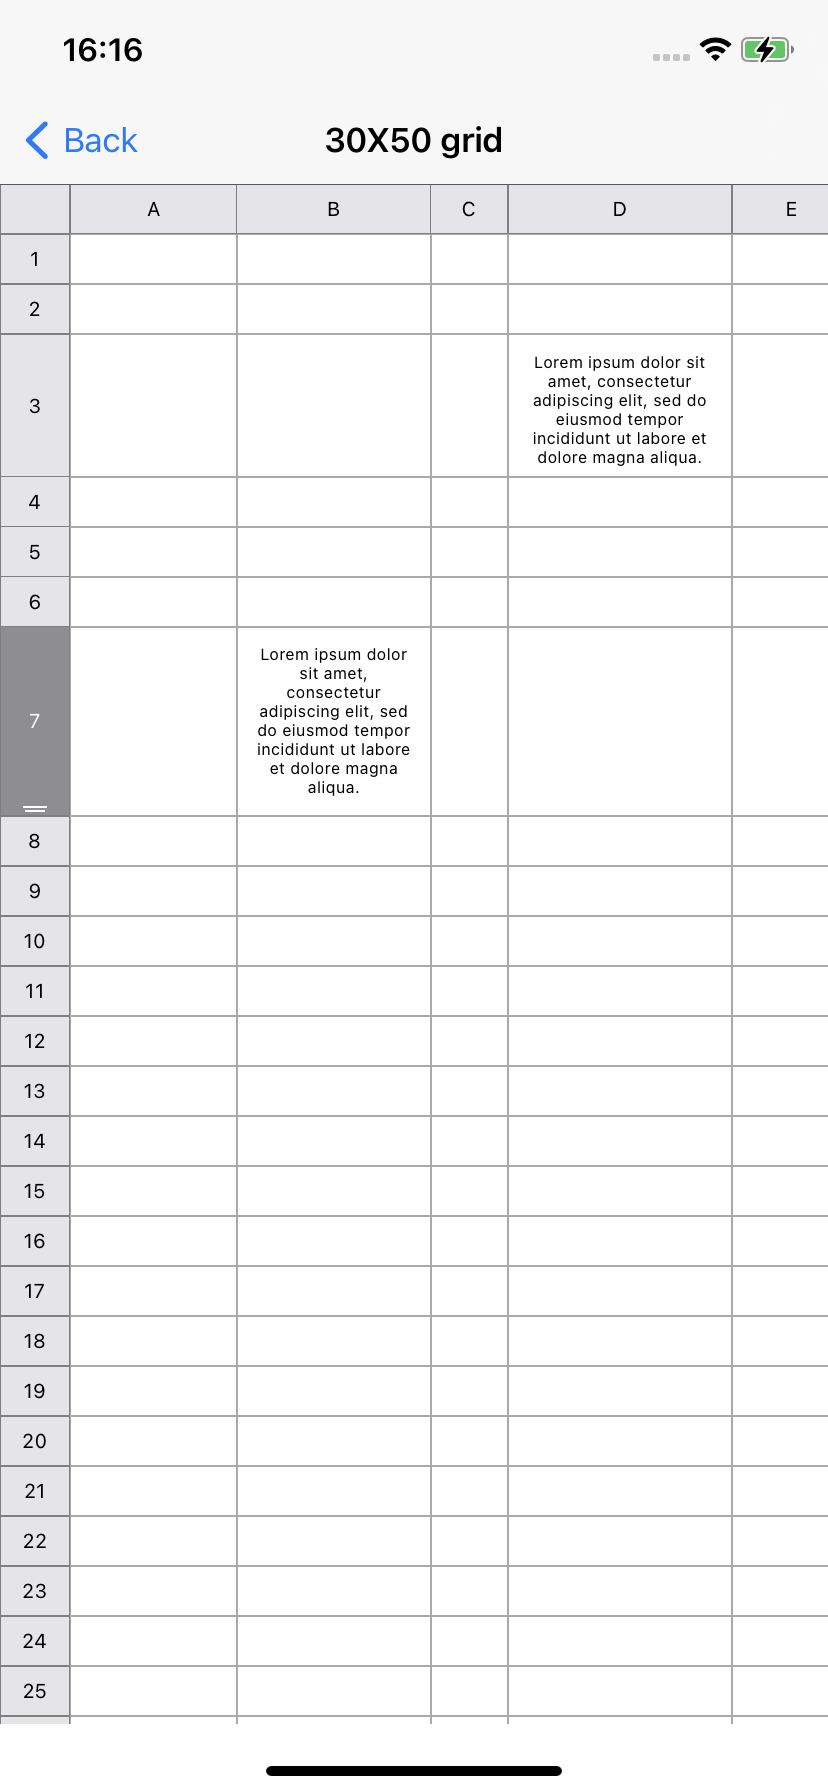 16:16
Back
30X50 grid
A B C D E
1
2
3
Lorem ipsum dolor sit
amet, consectetur
adipiscing elit, sed do
eiusmod tempor
incididunt ut labore et
dolore magna aliqua.
4
5
6
7
Lorem ipsum dolor
sit amet,
consectetur
adipiscing elit, sed
do eiusmod tempor
incididunt ut labore
et dolore magna
aliqua.
8
9
10
11
12
13
14
15
16
17
18
19
20
21
22
23
24
25